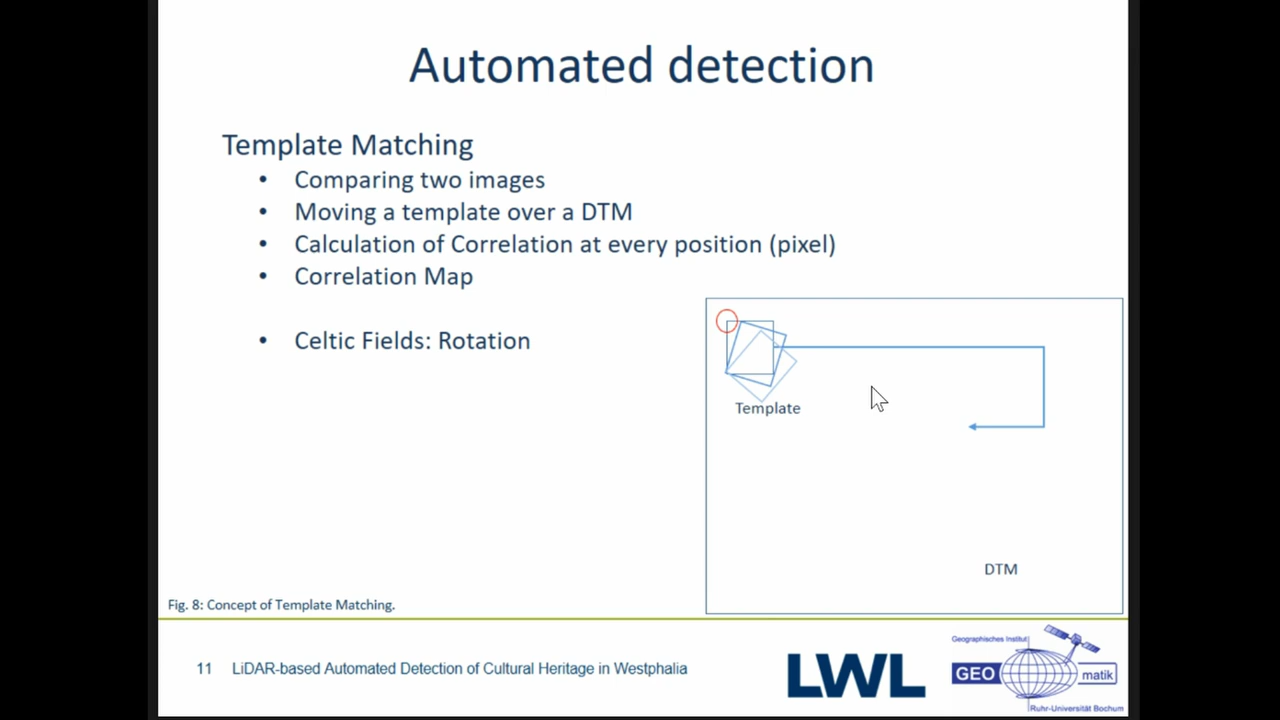 Automated detection
Template Matching
• Comparing two images
• Moving a template over a DTM
• Calculation of Correlation at every position (pixel)
• Correlation Map
• Celtic Fields: Rotation
Template
DTM
Fig. 8: Concept of Template Matching.
11 LiDAR-based Automated Detection of Cultural Heritage in Westphalia
LWL
Geographisches Institut
GEO matik
Ruhr-Universität Bochum